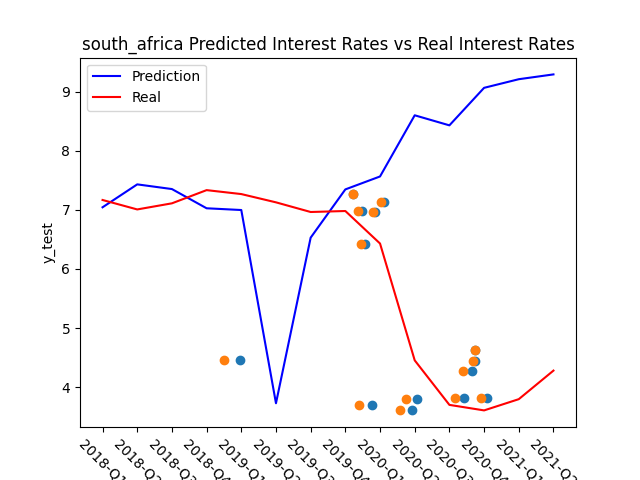 south_africa Predicted Interest Rates vs Real Interest Rates
Prediction
Real
9
8
7
6
5
4
y_test
2018-Q1
2018-Q2
2018-Q3
2018-Q4
2019-Q1
2019-Q2
2019-Q3
2019-Q4
2020-Q1
2020-Q2
2020-Q3
2020-Q4
2021-Q1
2021-Q2